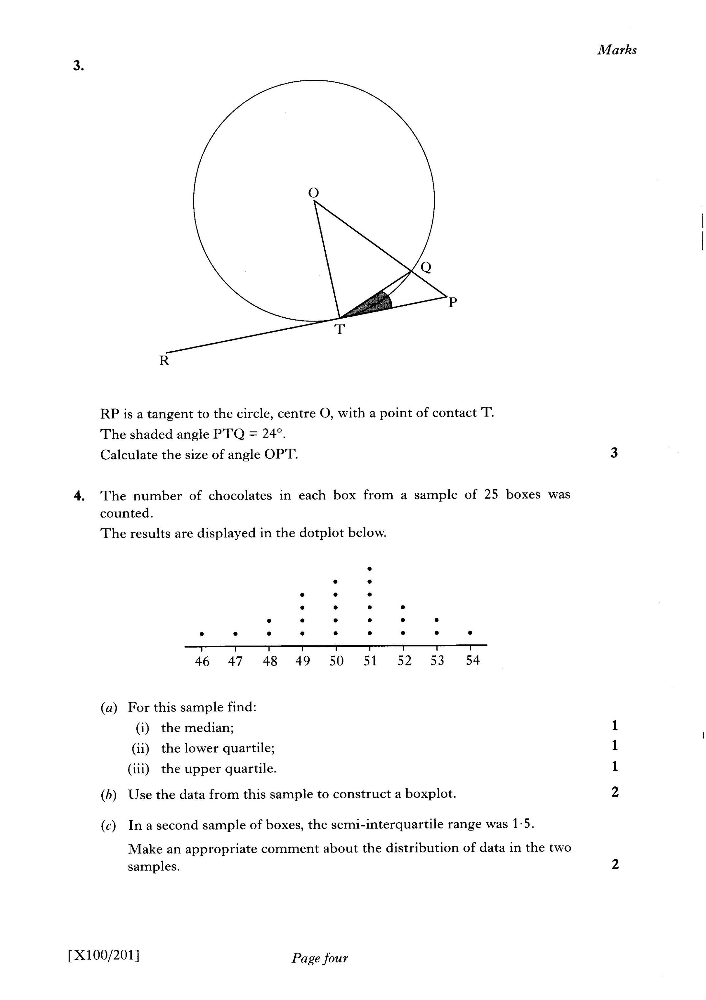 Marks
3.
O
Q
P
T
R
RP is a tangent to the circle, centre O, with a point of contact T.
The shaded angle PTQ = 24°.
Calculate the size of angle OPT. 3
4. The number of chocolates in each box from a sample of 25 boxes was
counted.
The results are displayed in the dotplot below.
46 47 48 49 50 51 52 53 54
(a) For this sample find:
(i) the median; 1
(ii) the lower quartile; 1
(iii) the upper quartile. 1
(b) Use the data from this sample to construct a boxplot. 2
(c) In a second sample of boxes, the semi-interquartile range was 1·5.
Make an appropriate comment about the distribution of data in the two
samples. 2
[X100/201] Page four